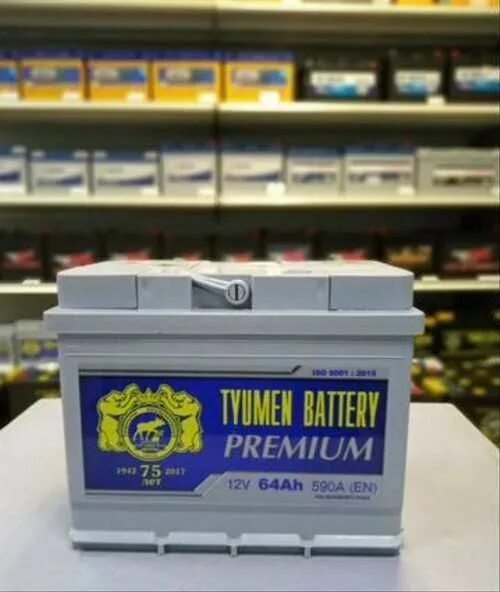 ISO 9001 : 2015
TYUMEN BATTERY
PREMIUM
1942 75 2017
лет
12V 64Ah 590A (EN)